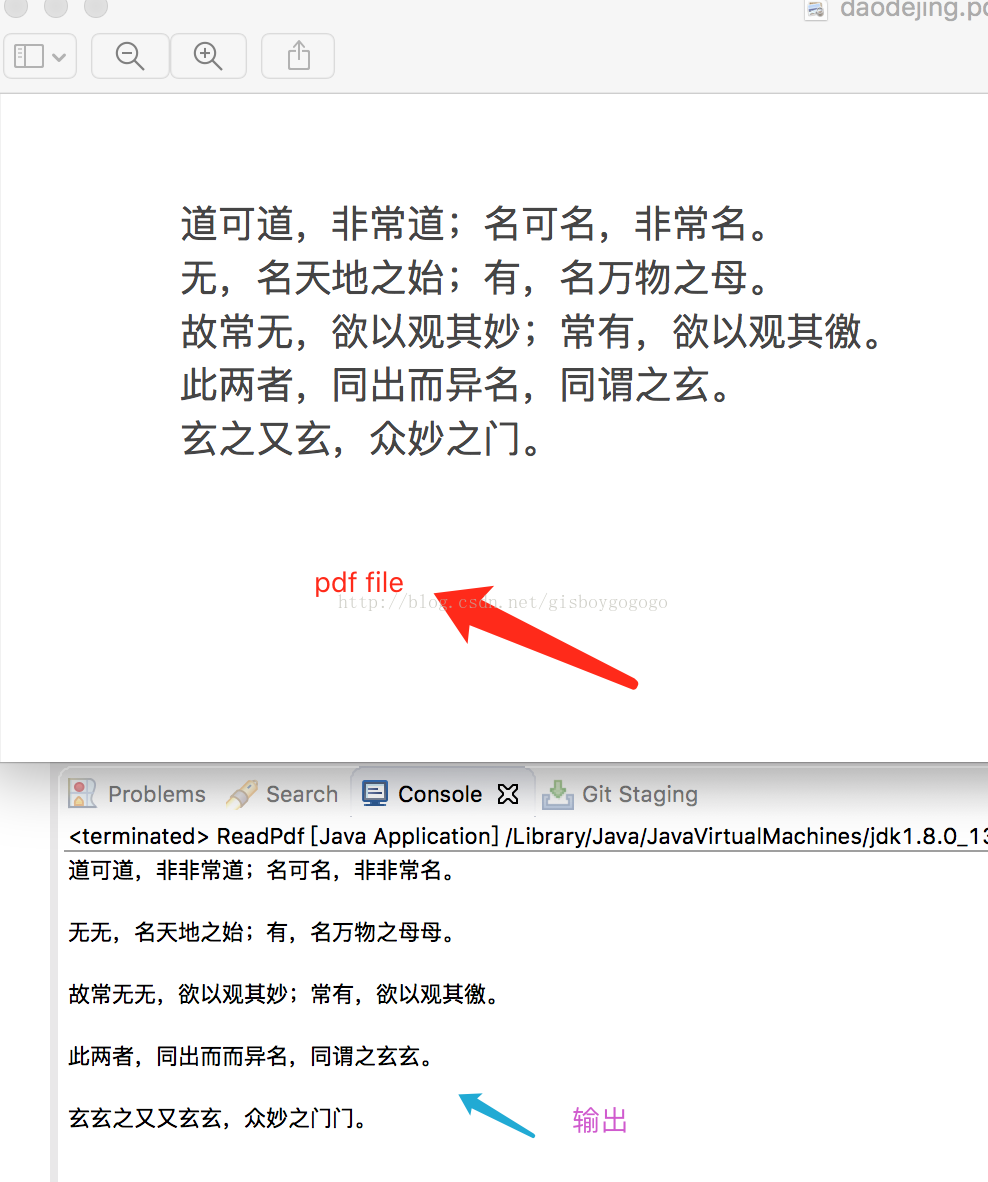 daodejing.p
道可道，非常道；名可名，非常名。
无，名天地之始；有，名万物之母。
故常无，欲以观其妙；常有，欲以观其徼。
此两者，同出而异名，同谓之玄。
玄之又玄，众妙之门。
pdf file
http://blog.csdn.net/gisboygogogo
Problems Search Console Git Staging
<terminated> ReadPdf [Java Application] /Library/Java/JavaVirtualMachines/jdk1.8.0_13
道可道，非非常道；名可名，非非常名。
无无，名天地之始；有，名万物之母母。
故常无无，欲以观其妙；常有，欲以观其徼。
此两者，同出而而异名，同谓之玄玄。
玄玄之又又玄玄，众妙之门门。
输出